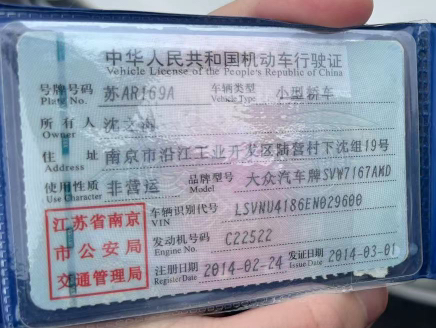 中华人民共和国机动车行驶证
Vehicle License of the People's Republic of China
号牌号码 苏AR169A 车辆类型 小型轿车
Plate No. Vehicle Type
所有人 沈
Owner
住址 南京市沿江工业开发区陆营村下沈组19号
Address
使用性质 非营运 品牌型号 大众汽车牌SVW7167AMD
Use Character Model
江苏省南京
市公安局
交通管理局
车辆识别代号 LSVNU4186EN029600
VIN
发动机号码 C22522
Engine No.
注册日期 2014-02-24 发证日期 2014-03-01
Register Date Issue Date